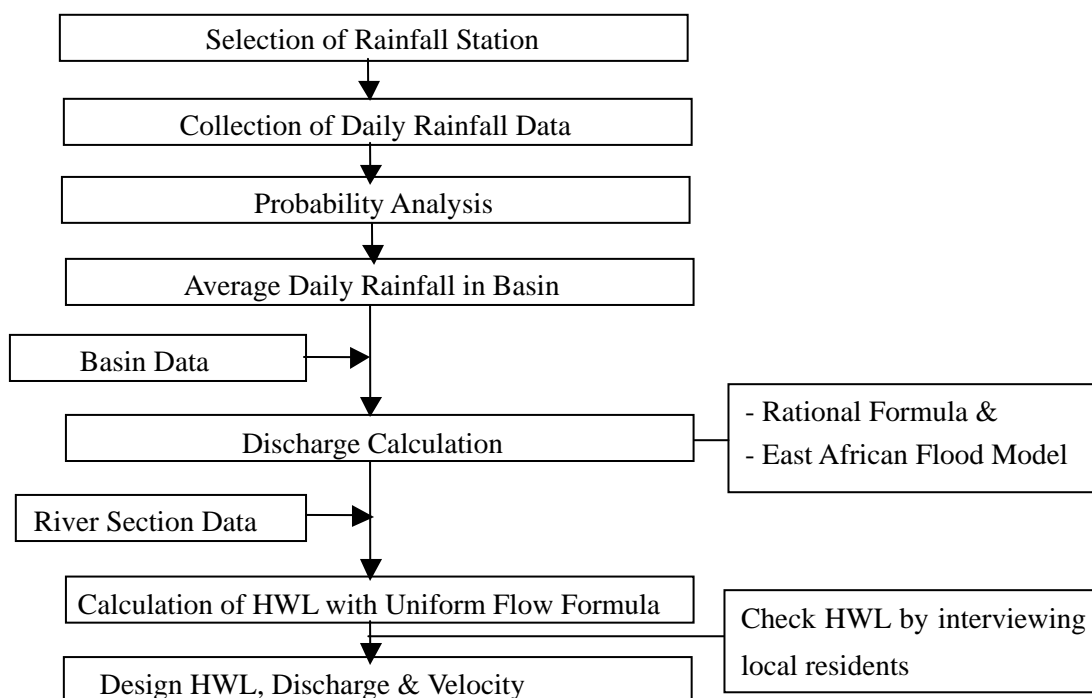 Selection of Rainfall Station
Collection of Daily Rainfall Data
Probability Analysis
Average Daily Rainfall in Basin
Basin Data
Discharge Calculation
- Rational Formula &
- East African Flood Model
River Section Data
Calculation of HWL with Uniform Flow Formula
Check HWL by interviewing
local residents
Design HWL, Discharge & Velocity